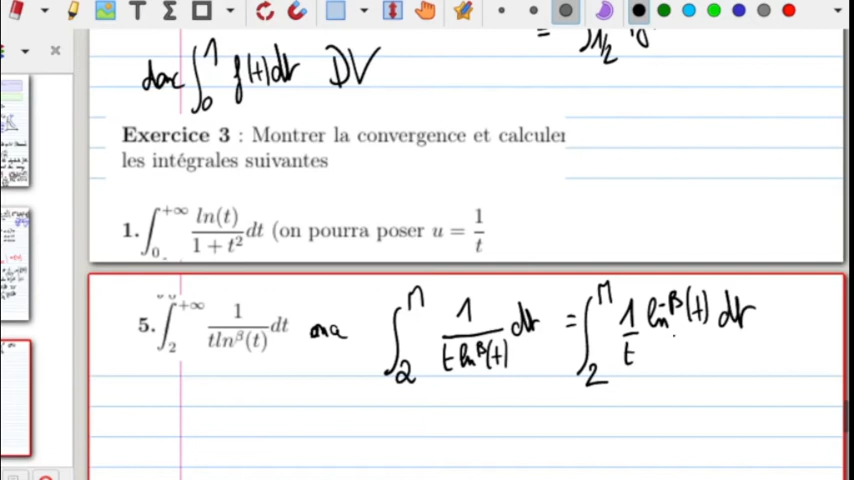 donc ∫₀¹ f(t)dt DV
Exercice 3 : Montrer la convergence et calculer
les intégrales suivantes
1. ∫₀^{+∞} ln(t)/(1+t²) dt (on pourra poser u = 1/t
5. ∫₂^{+∞} 1/(t ln^β(t)) dt on a ∫₂^M 1/(t ln^β(t)) dt = ∫₂^M 1/t ln^{-β}(t) dt